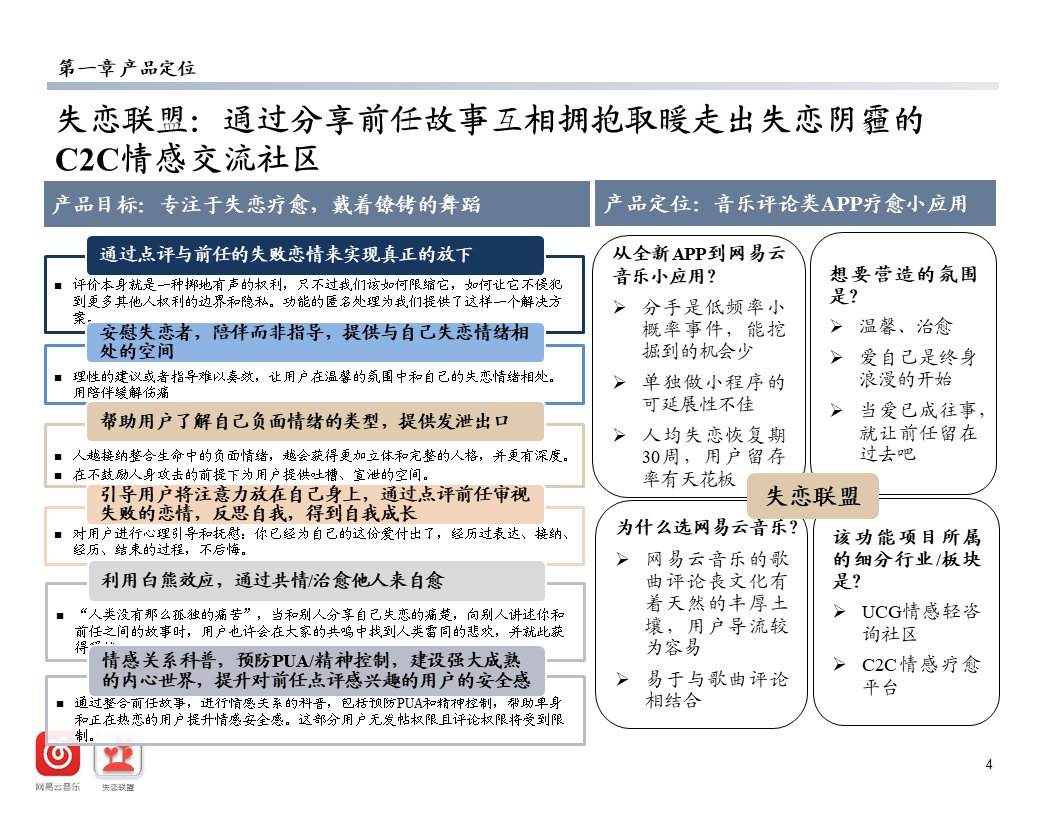 第一章 产品定位
失恋联盟：通过分享前任故事互相拥抱取暖走出失恋阴霾的
C2C情感交流社区
产品目标：专注于失恋疗愈，戴着镣铐的舞蹈
通过点评与前任的失败恋情来实现真正的放下
■ 评价本身就是一种掷地有声的权利，只不过我们该如何限缩它，如何让它不侵犯
到更多其他人权利的边界和隐私。功能的匿名处理为我们提供了这样一个解决方
案。
安慰失恋者，陪伴而非指导，提供与自己失恋情绪相
处的空间
■ 理性的建议或者指导难以奏效，让用户在温馨的氛围中和自己的失恋情绪相处。
用陪伴缓解伤痛
帮助用户了解自己负面情绪的类型，提供发泄出口
■ 人越接纳整合生命中的负面情绪，越会获得更加立体和完整的人格，并更有深度。
■ 在不鼓励人身攻击的前提下为用户提供吐槽、宣泄的空间。
引导用户将注意力放在自己身上，通过点评前任审视
失败的恋情，反思自我，得到自我成长
■ 对用户进行心理引导和抚慰：你已经为自己的这份爱付出了，经历过表达、接纳、
经历、结束的过程，不后悔。
利用白熊效应，通过共情/治愈他人来自愈
■ “人类没有那么孤独的痛苦”，当和别人分享自己失恋的痛楚，向别人讲述你和
前任之间的故事时，用户也许会在大家的共鸣中找到人类雷同的悲欢，并就此获
得
情感关系科普，预防PUA/精神控制，建设强大成熟
的内心世界，提升对前任点评感兴趣的用户的安全感
■ 通过整合前任故事，进行情感关系的科普，包括预防PUA和精神控制，帮助单身
和正在热恋的用户提升情感安全感。这部分用户无发帖权限且评论权限将受到限
制。
产品定位：音乐评论类APP疗愈小应用
从全新APP到网易云
音乐小应用？
➢ 分手是低频率小
概率事件，能挖
掘到的机会少
➢ 单独做小程序的
可延展性不佳
➢ 人均失恋恢复期
30周，用户留存
率有天花板
想要营造的氛围
是？
➢ 温馨、治愈
➢ 爱自己是终身
浪漫的开始
➢ 当爱已成往事，
就让前任留在
过去吧
失恋联盟
为什么选网易云音乐？
➢ 网易云音乐的歌
曲评论丧文化有
着天然的丰厚土
壤，用户导流较
为容易
➢ 易于与歌曲评论
相结合
该功能项目所属
的细分行业/板块
是？
➢ UCG情感轻咨
询社区
➢ C2C情感疗愈
平台
网易云音乐
失恋联盟
4